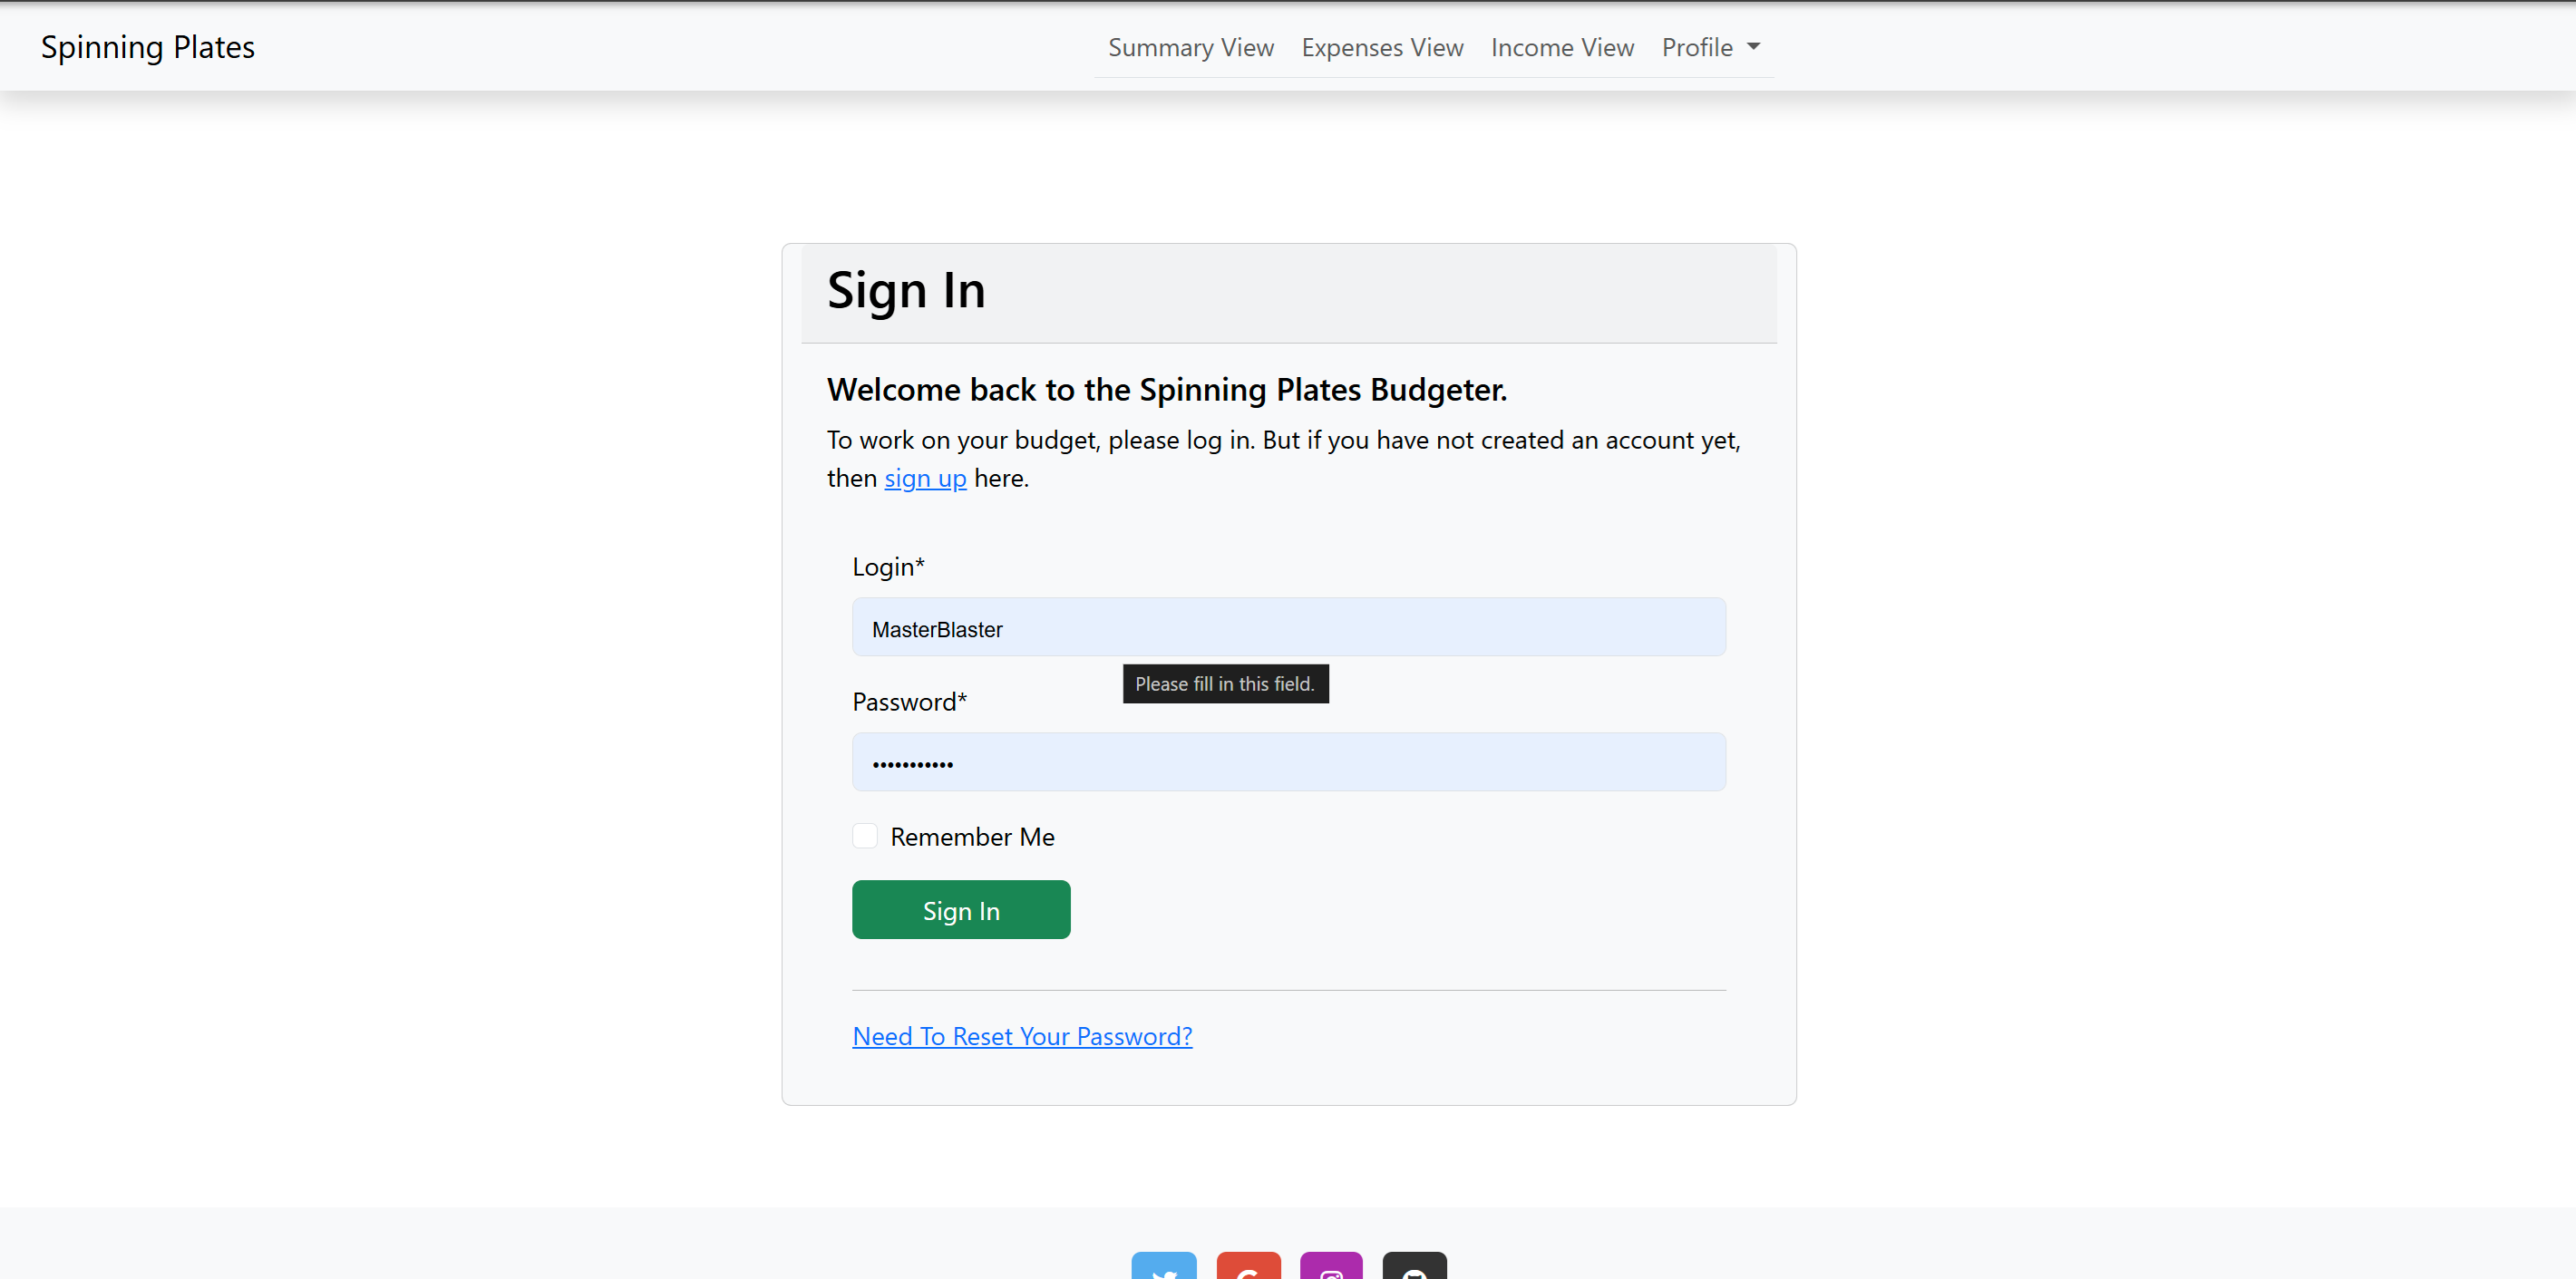 Spinning Plates
Summary View Expenses View Income View Profile
Sign In
Welcome back to the Spinning Plates Budgeter.
To work on your budget, please log in. But if you have not created an account yet,
then sign up here.
Login*
MasterBlaster
Please fill in this field.
Password*
•••••••••••
Remember Me
Sign In
Need To Reset Your Password?